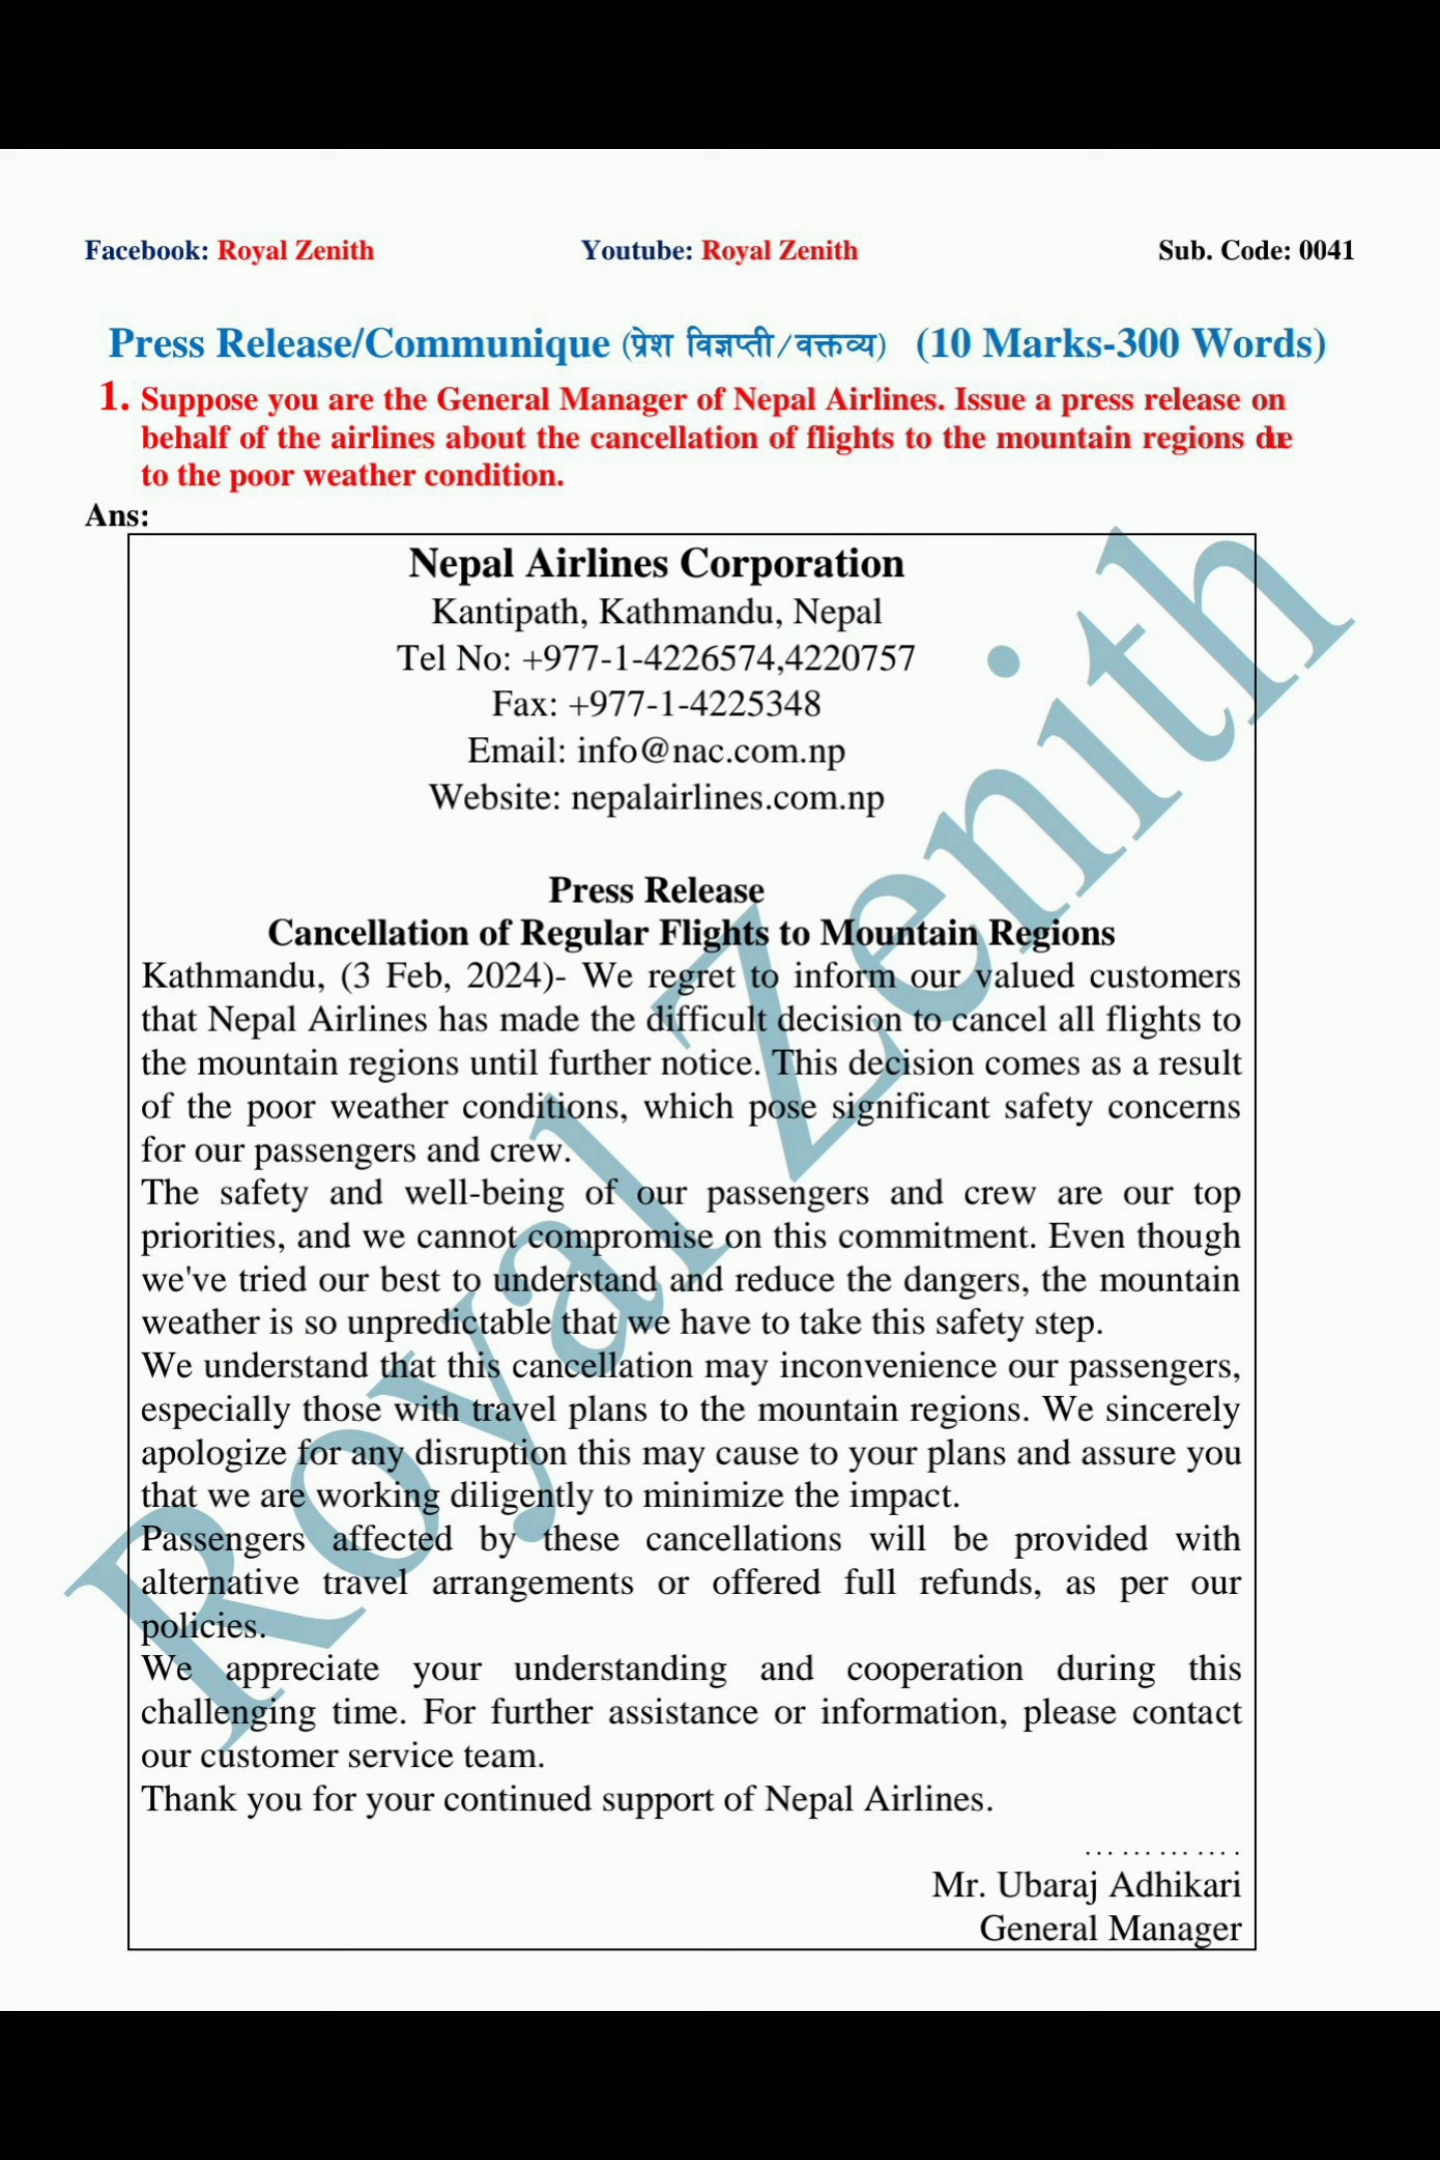 Facebook: Royal Zenith Youtube: Royal Zenith Sub. Code: 0041
Press Release/Communique (प्रेश विज्ञप्ती/वक्तव्य) (10 Marks-300 Words)
1. Suppose you are the General Manager of Nepal Airlines. Issue a press release on
behalf of the airlines about the cancellation of flights to the mountain regions due
to the poor weather condition.
Ans:
Nepal Airlines Corporation
Kantipath, Kathmandu, Nepal
Tel No: +977-1-4226574,4220757
Fax: +977-1-4225348
Email: info@nac.com.np
Website: nepalairlines.com.np
Press Release
Cancellation of Regular Flights to Mountain Regions
Kathmandu, (3 Feb, 2024)- We regret to inform our valued customers
that Nepal Airlines has made the difficult decision to cancel all flights to
the mountain regions until further notice. This decision comes as a result
of the poor weather conditions, which pose significant safety concerns
for our passengers and crew.
The safety and well-being of our passengers and crew are our top
priorities, and we cannot compromise on this commitment. Even though
we've tried our best to understand and reduce the dangers, the mountain
weather is so unpredictable that we have to take this safety step.
We understand that this cancellation may inconvenience our passengers,
especially those with travel plans to the mountain regions. We sincerely
apologize for any disruption this may cause to your plans and assure you
that we are working diligently to minimize the impact.
Passengers affected by these cancellations will be provided with
alternative travel arrangements or offered full refunds, as per our
policies.
We appreciate your understanding and cooperation during this
challenging time. For further assistance or information, please contact
our customer service team.
Thank you for your continued support of Nepal Airlines.
………….
Mr. Ubaraj Adhikari
General Manager
Royal Zenith